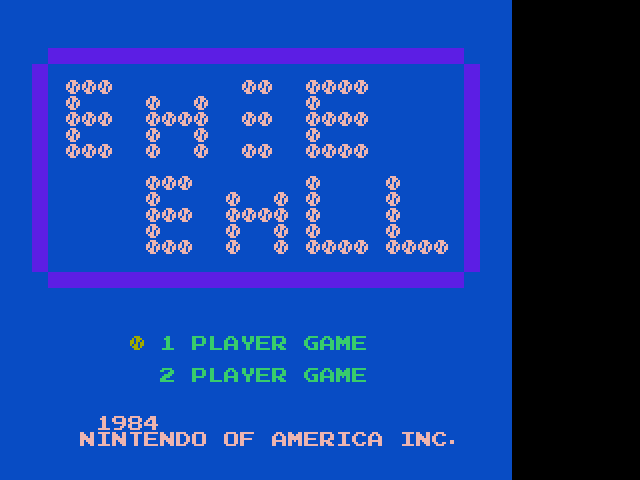 BASE
BALL
1 PLAYER GAME
2 PLAYER GAME
1984
NINTENDO OF AMERICA INC.